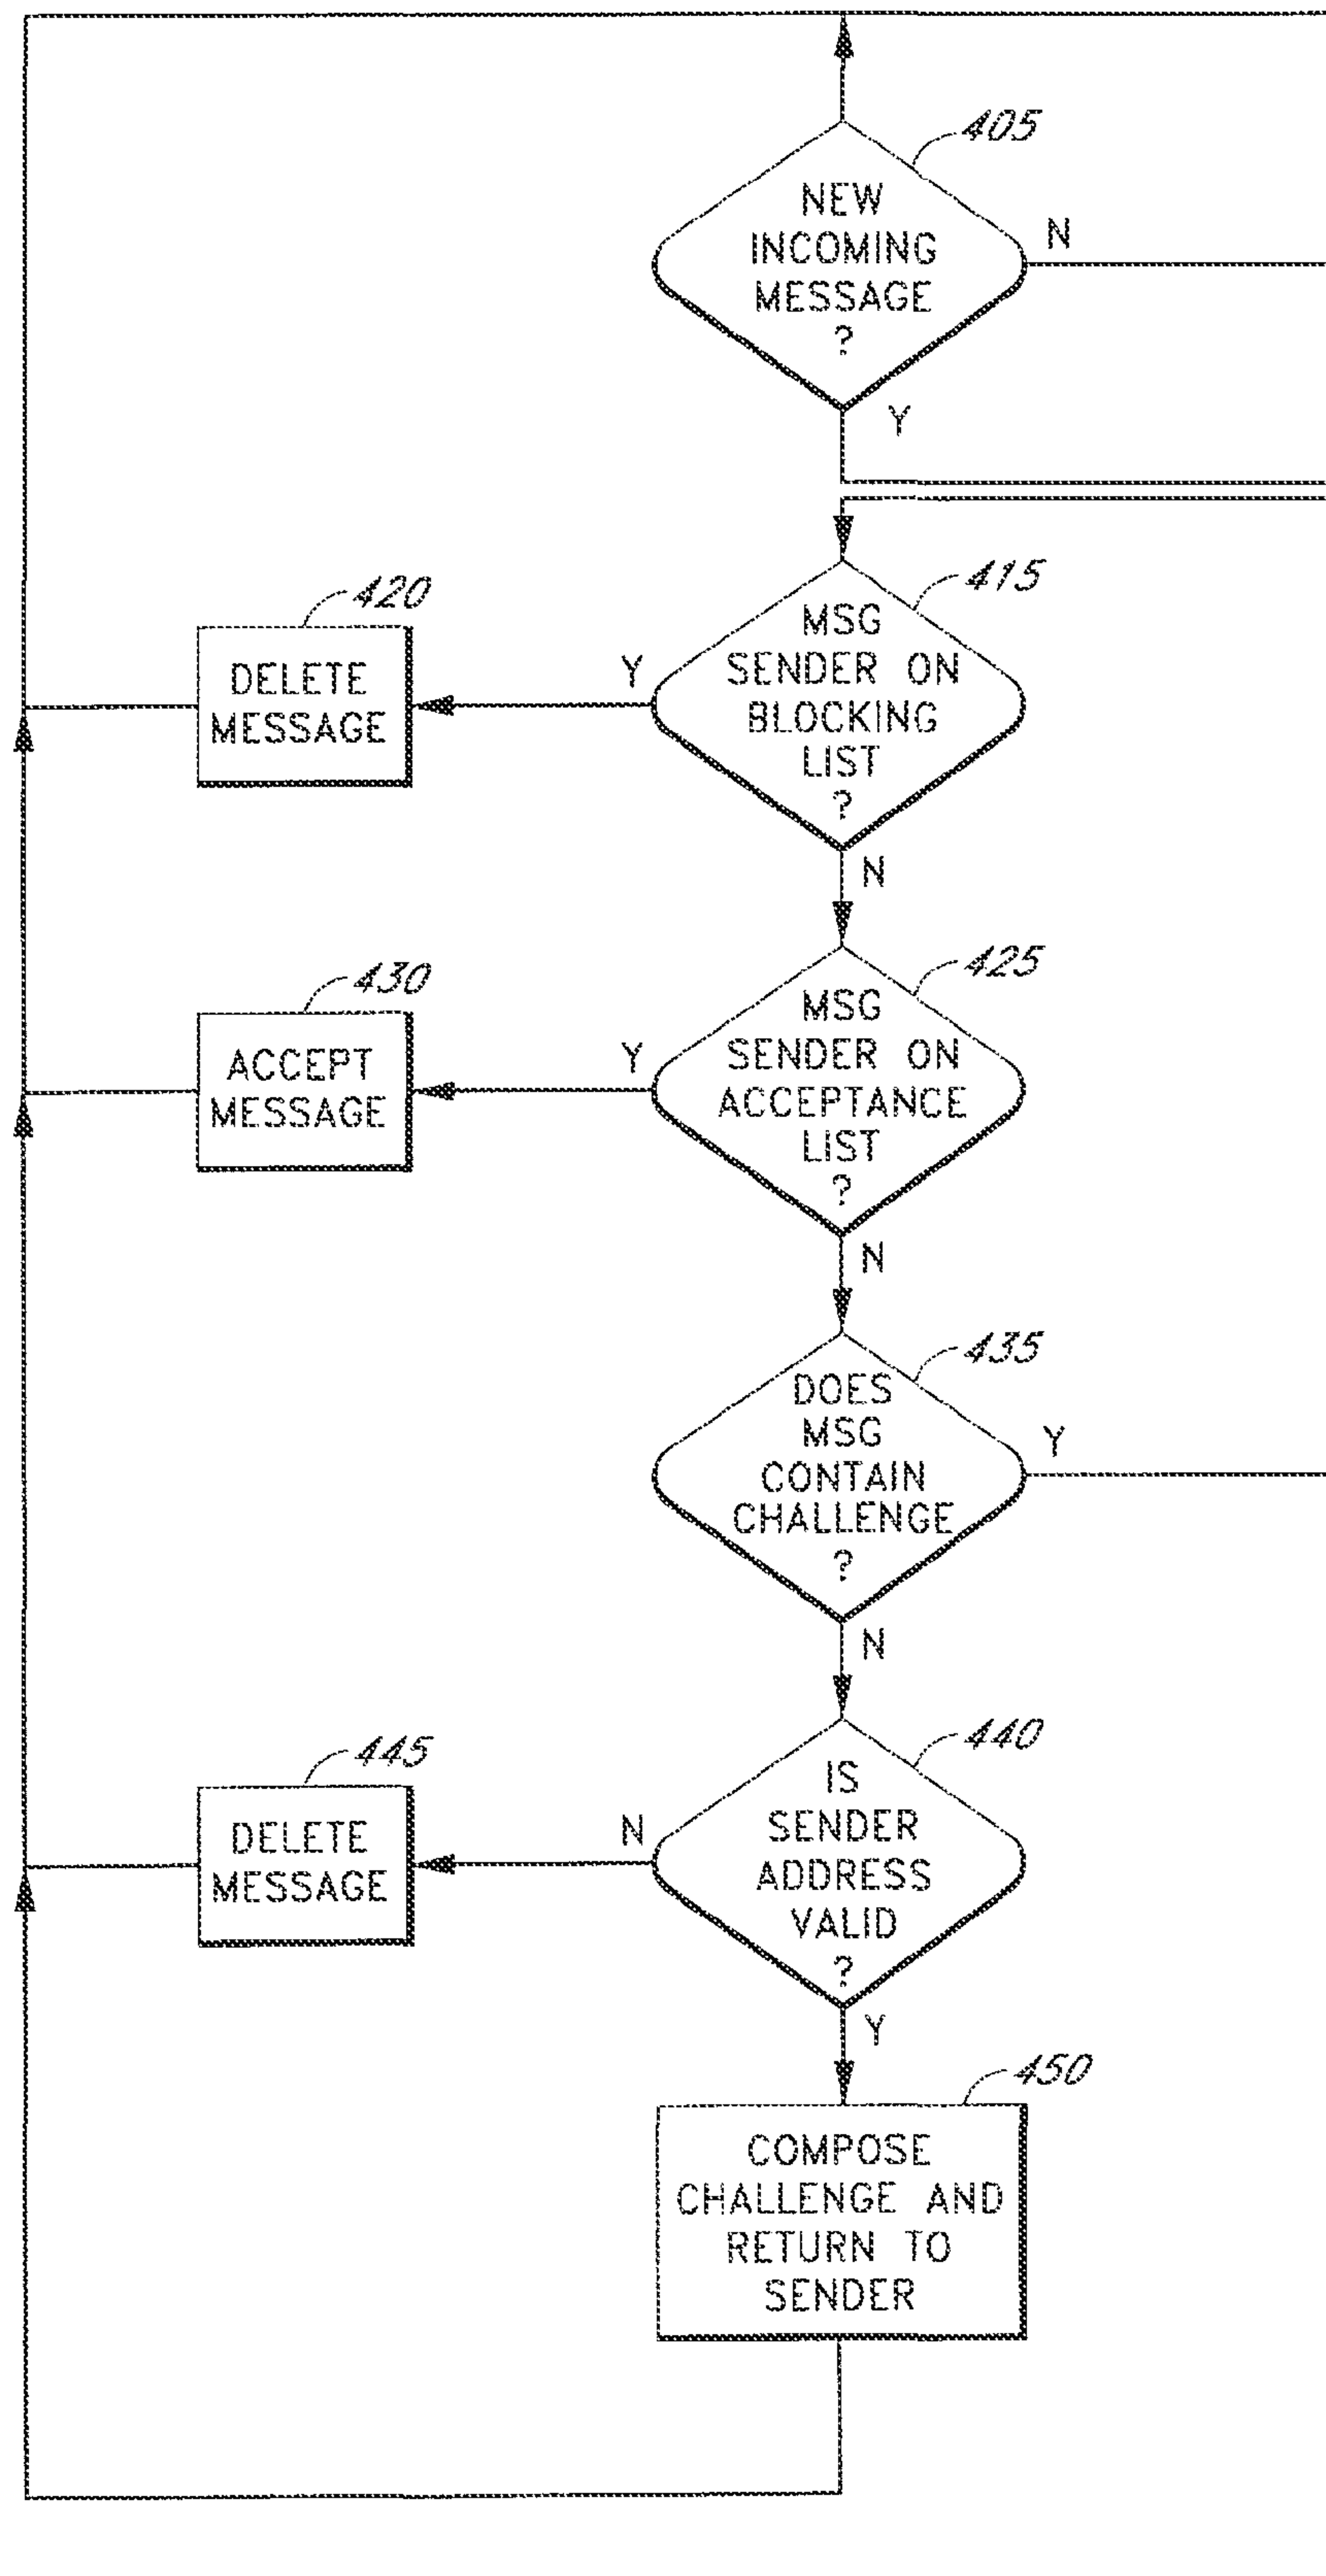 405
NEW
INCOMING
MESSAGE
?
N
Y
415
MSG
SENDER ON
BLOCKING
LIST
?
Y
420
DELETE
MESSAGE
N
425
MSG
SENDER ON
ACCEPTANCE
LIST
?
Y
430
ACCEPT
MESSAGE
N
435
DOES
MSG
CONTAIN
CHALLENGE
?
Y
N
440
IS
SENDER
ADDRESS
VALID
?
N
445
DELETE
MESSAGE
Y
450
COMPOSE
CHALLENGE AND
RETURN TO
SENDER